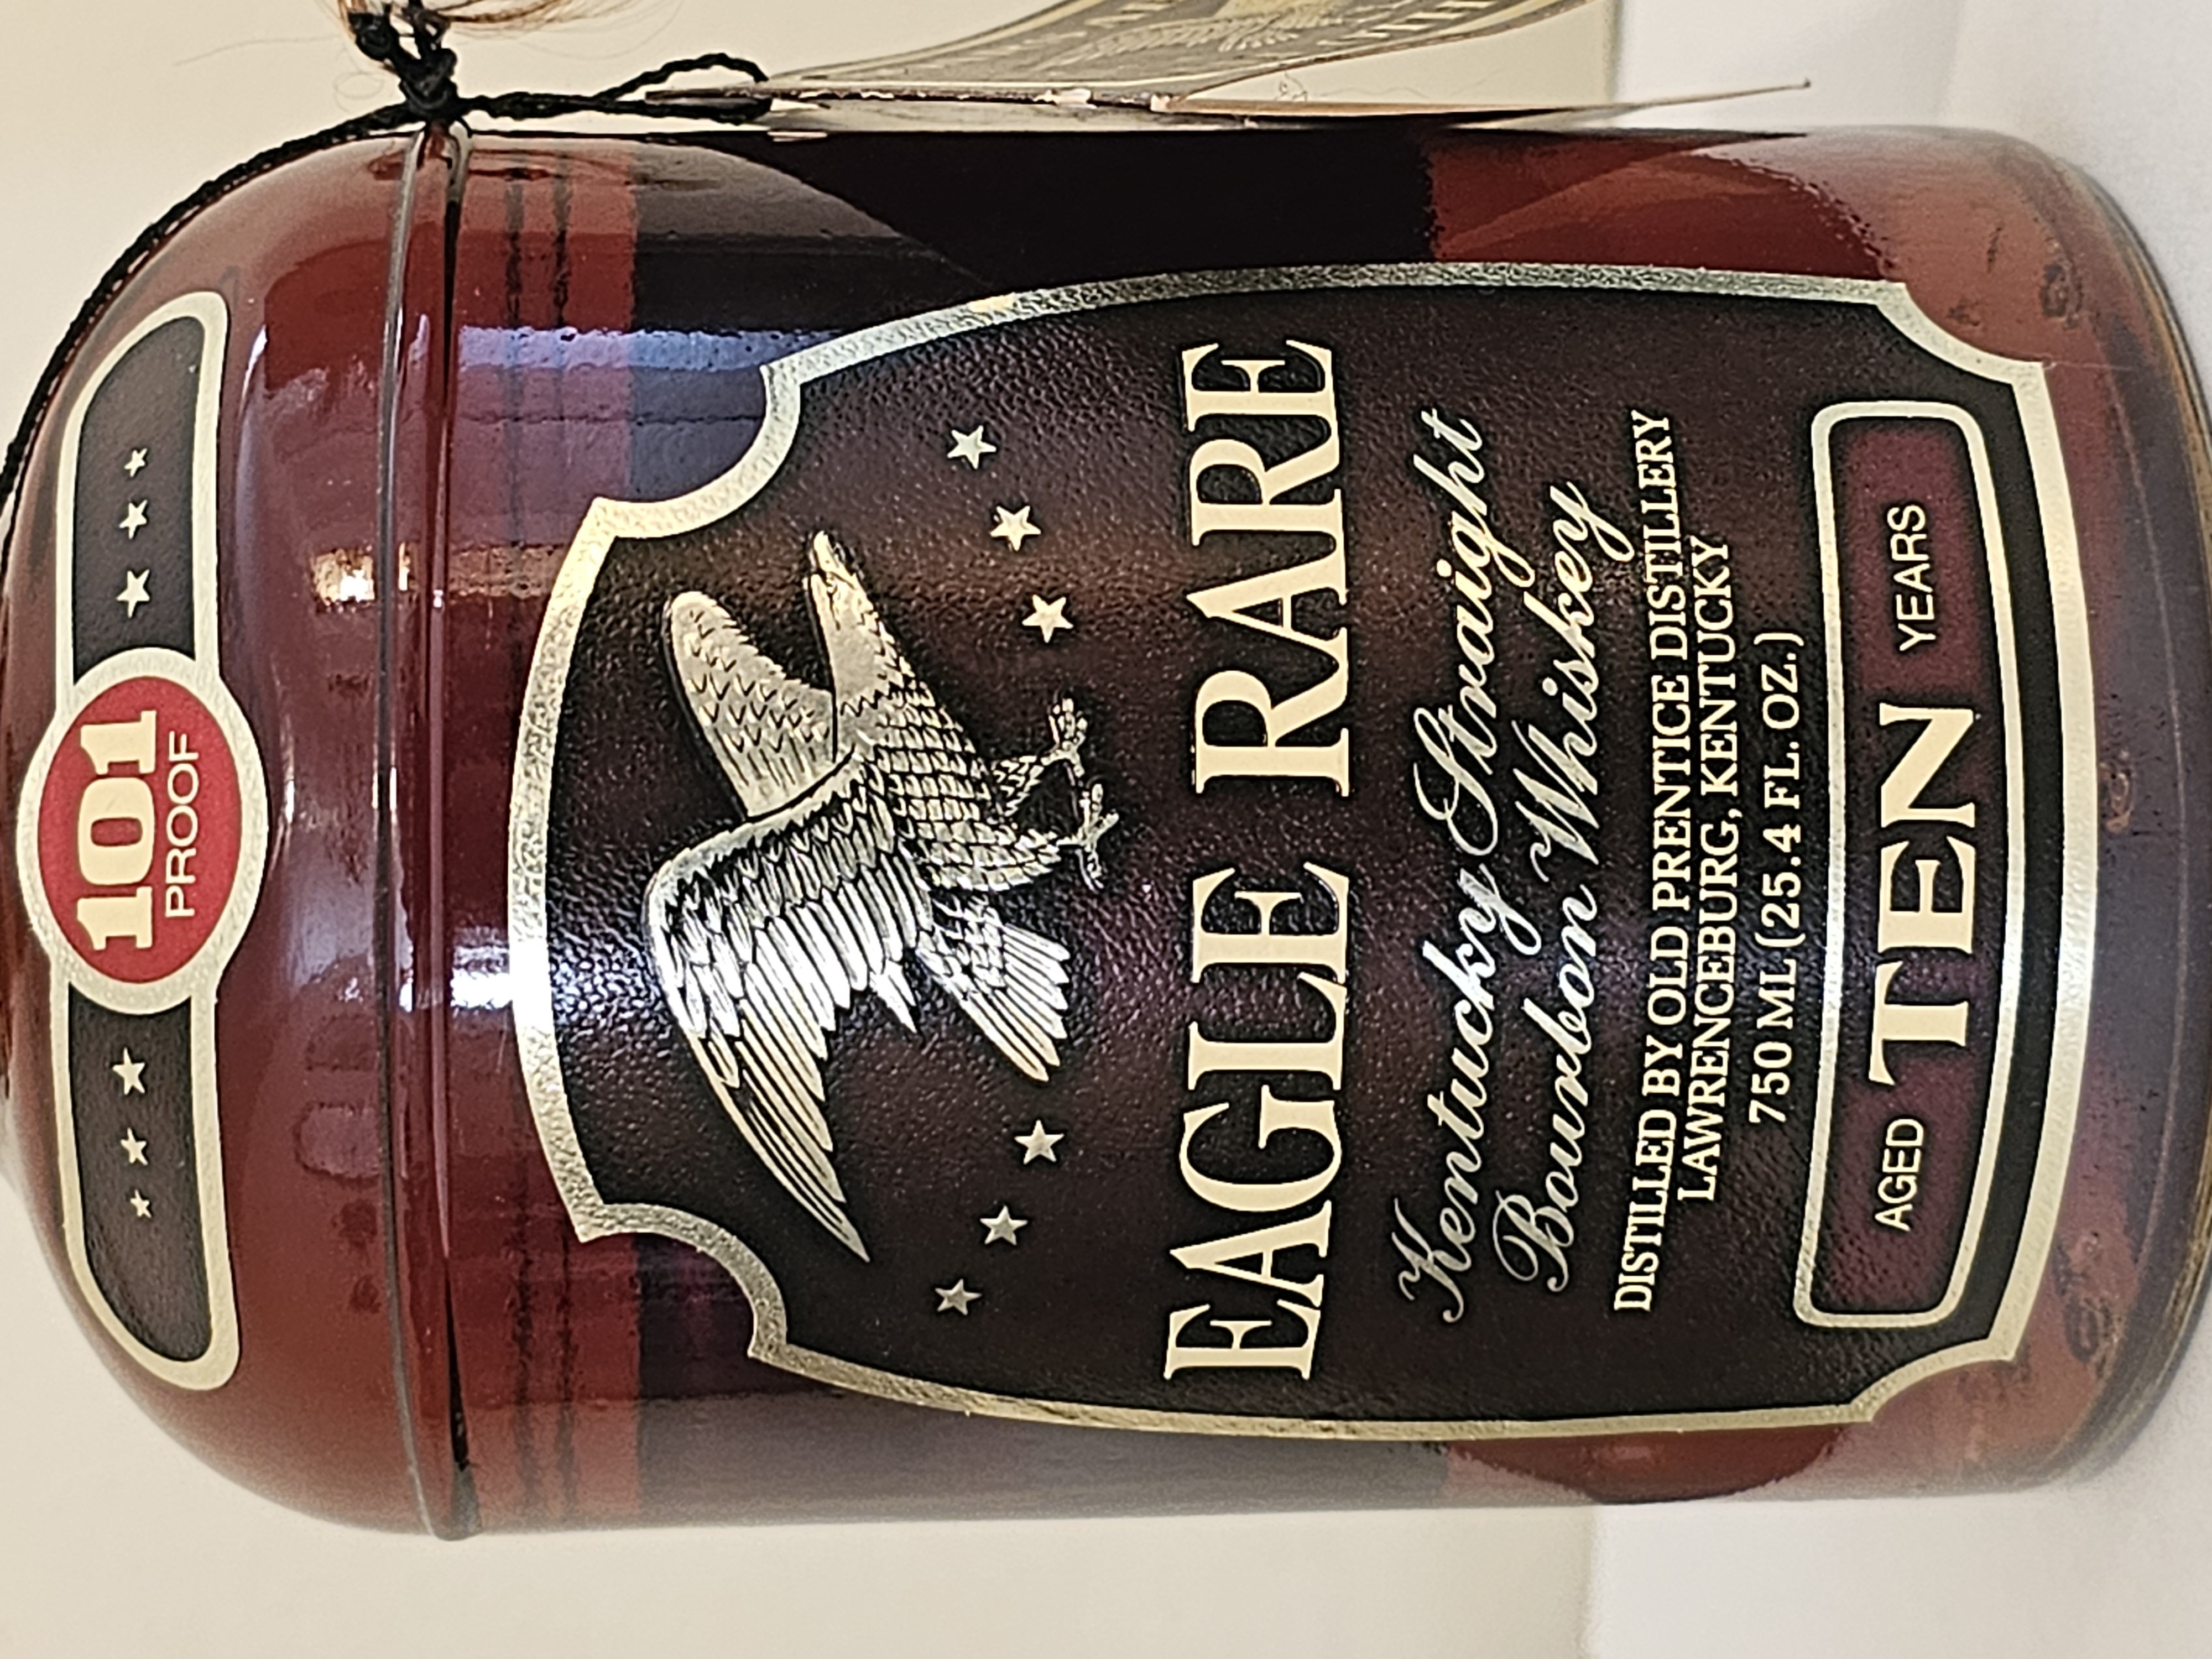 101
PROOF
EAGLE RARE
Kentucky Straight
Bourbon Whiskey
DISTILLED BY OLD PRENTICE DISTILLERY
LAWRENCEBURG, KENTUCKY
750 ML (25.4 FL. OZ.)
AGED TEN YEARS